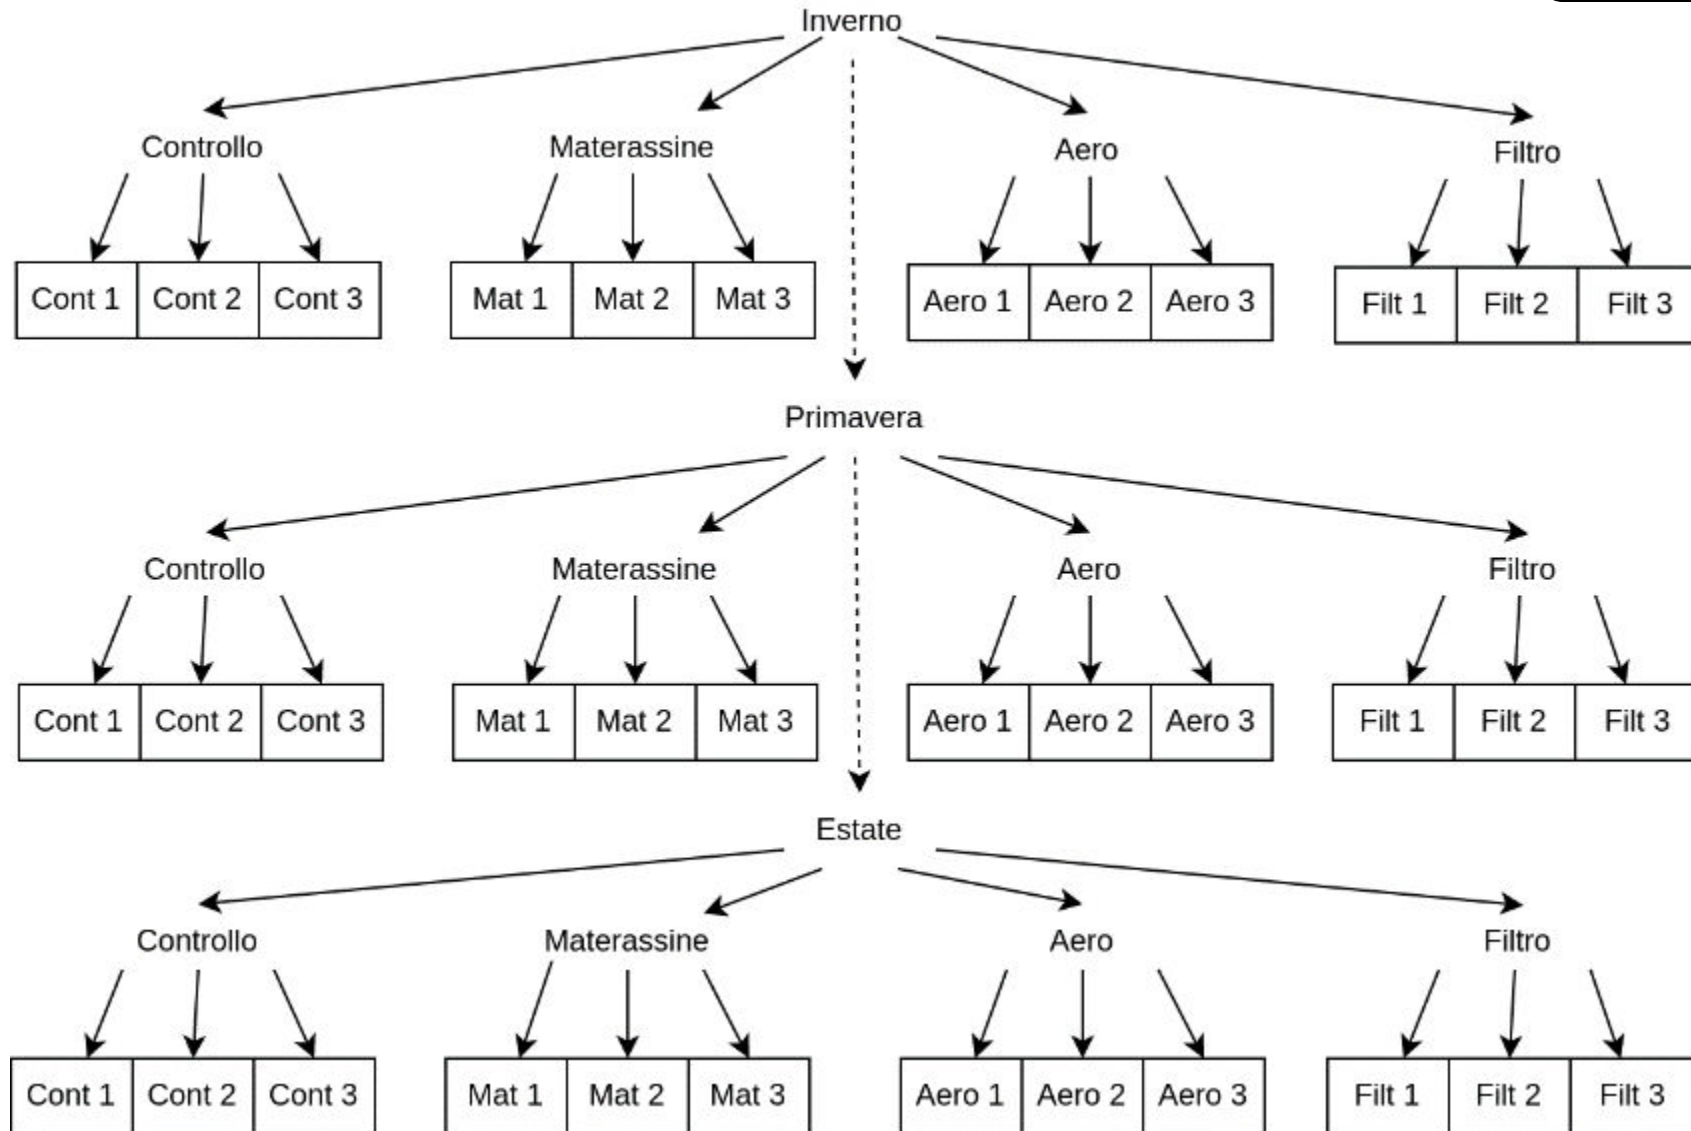 Inverno
Controllo Materassine Aero Filtro
Cont 1 Cont 2 Cont 3 Mat 1 Mat 2 Mat 3 Aero 1 Aero 2 Aero 3 Filt 1 Filt 2 Filt 3
Primavera
Controllo Materassine Aero Filtro
Cont 1 Cont 2 Cont 3 Mat 1 Mat 2 Mat 3 Aero 1 Aero 2 Aero 3 Filt 1 Filt 2 Filt 3
Estate
Controllo Materassine Aero Filtro
Cont 1 Cont 2 Cont 3 Mat 1 Mat 2 Mat 3 Aero 1 Aero 2 Aero 3 Filt 1 Filt 2 Filt 3